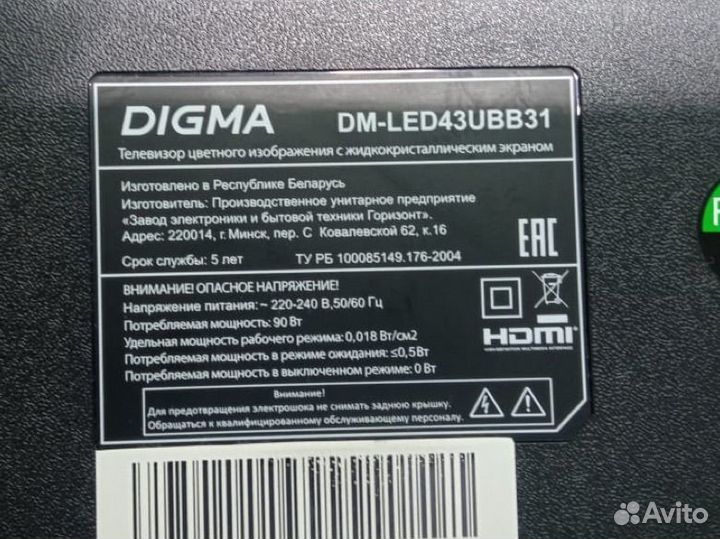 DIGMA DM-LED43UBB31
Телевизор цветного изображения с жидкокристаллическим экраном
Изготовлено в Республике Беларусь
Изготовитель: Производственное унитарное предприятие
«Завод электроники и бытовой техники Горизонт».
Адрес: 220014, г.Минск, пер. С Ковалевской 62, к.16
EAC
Срок службы: 5 лет ТУ РБ 100085149.176-2004
ВНИМАНИЕ! ОПАСНОЕ НАПРЯЖЕНИЕ!
Напряжение питания: ~ 220-240 В,50/60 Гц
Потребляемая мощность: 90 Вт
Удельная мощность рабочего режима: 0,018 Вт/см2
Потребляемая мощность в режиме ожидания: ≤0,5Вт
Потребляемая мощность в выключенном режиме: 0 Вт
HDMI
HIGH-DEFINITION MULTIMEDIA INTERFACE
Внимание!
Для предотвращения электрошока не снимать заднюю крышку.
Обращаться к квалифицированному обслуживающему персоналу.
Avito